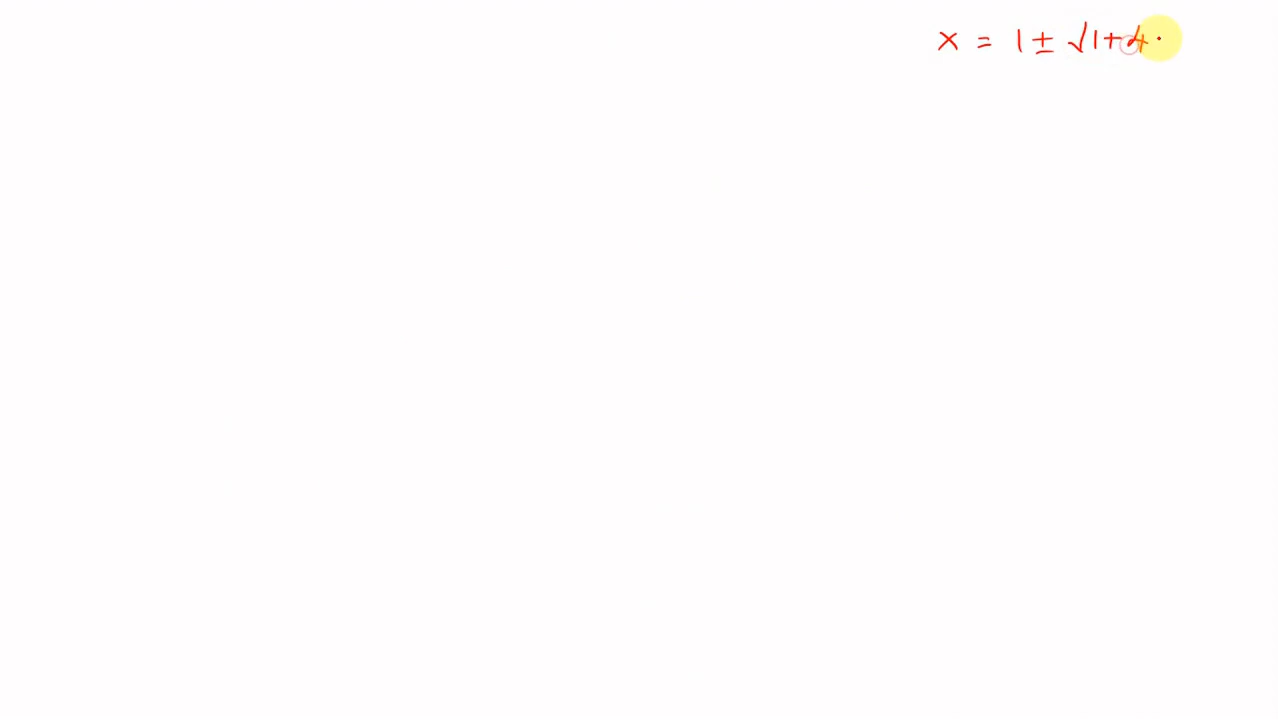 x = 1 ± √1+4·